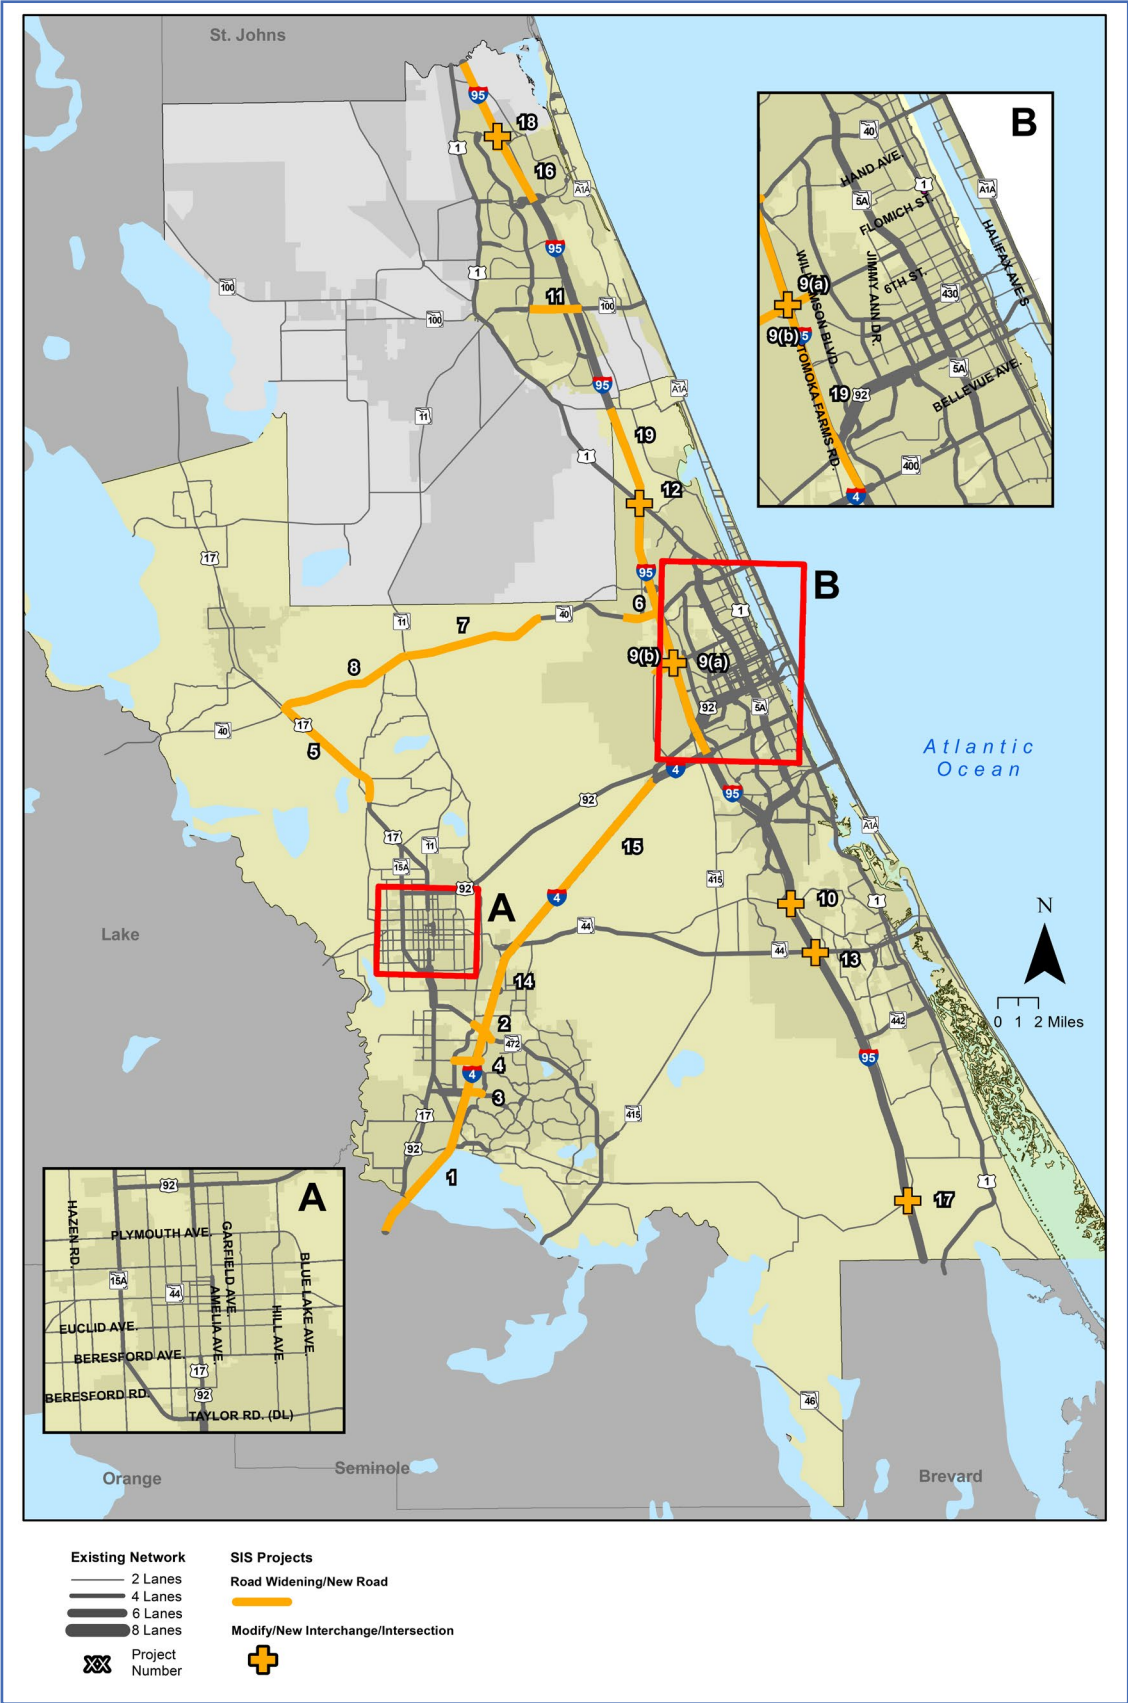 St. Johns
95
18
1
16
A1A
95
1
100
11
100
100
95
A1A
11
19
1
12
17
95
B
6
40
1
11
7
9(b)
9(a)
8
92
5A
40
17
5
4
92
95
Atlantic
Ocean
17
11
15
A1A
15A
415
92
4
A
10
1
44
N
Lake
44
13
14
0 1 2 Miles
2
442
472
4
95
4
3
17
415
92
1
1
17
46
Orange
Seminole
Brevard
B
40
HAND AVE.
1
A1A
5A
FLOMICH ST.
HALIFAX AVE S
WILLIAMSON BLVD.
JIMMY ANN DR.
6TH ST.
9(a)
430
9(b)
5
TOMOKA FARMS RD.
5A
19
92
BELLEVUE AVE.
400
4
92
A
HAZEN RD.
PLYMOUTH AVE.
GARFIELD AVE.
BLUE LAKE AVE.
15A
44
AMELIA AVE.
HILL AVE.
EUCLID AVE.
BERESFORD AVE.
17
BERESFORD RD.
92
TAYLOR RD. (DL)
Existing Network
2 Lanes
4 Lanes
6 Lanes
8 Lanes
XX
Project
Number
SIS Projects
Road Widening/New Road
Modify/New Interchange/Intersection